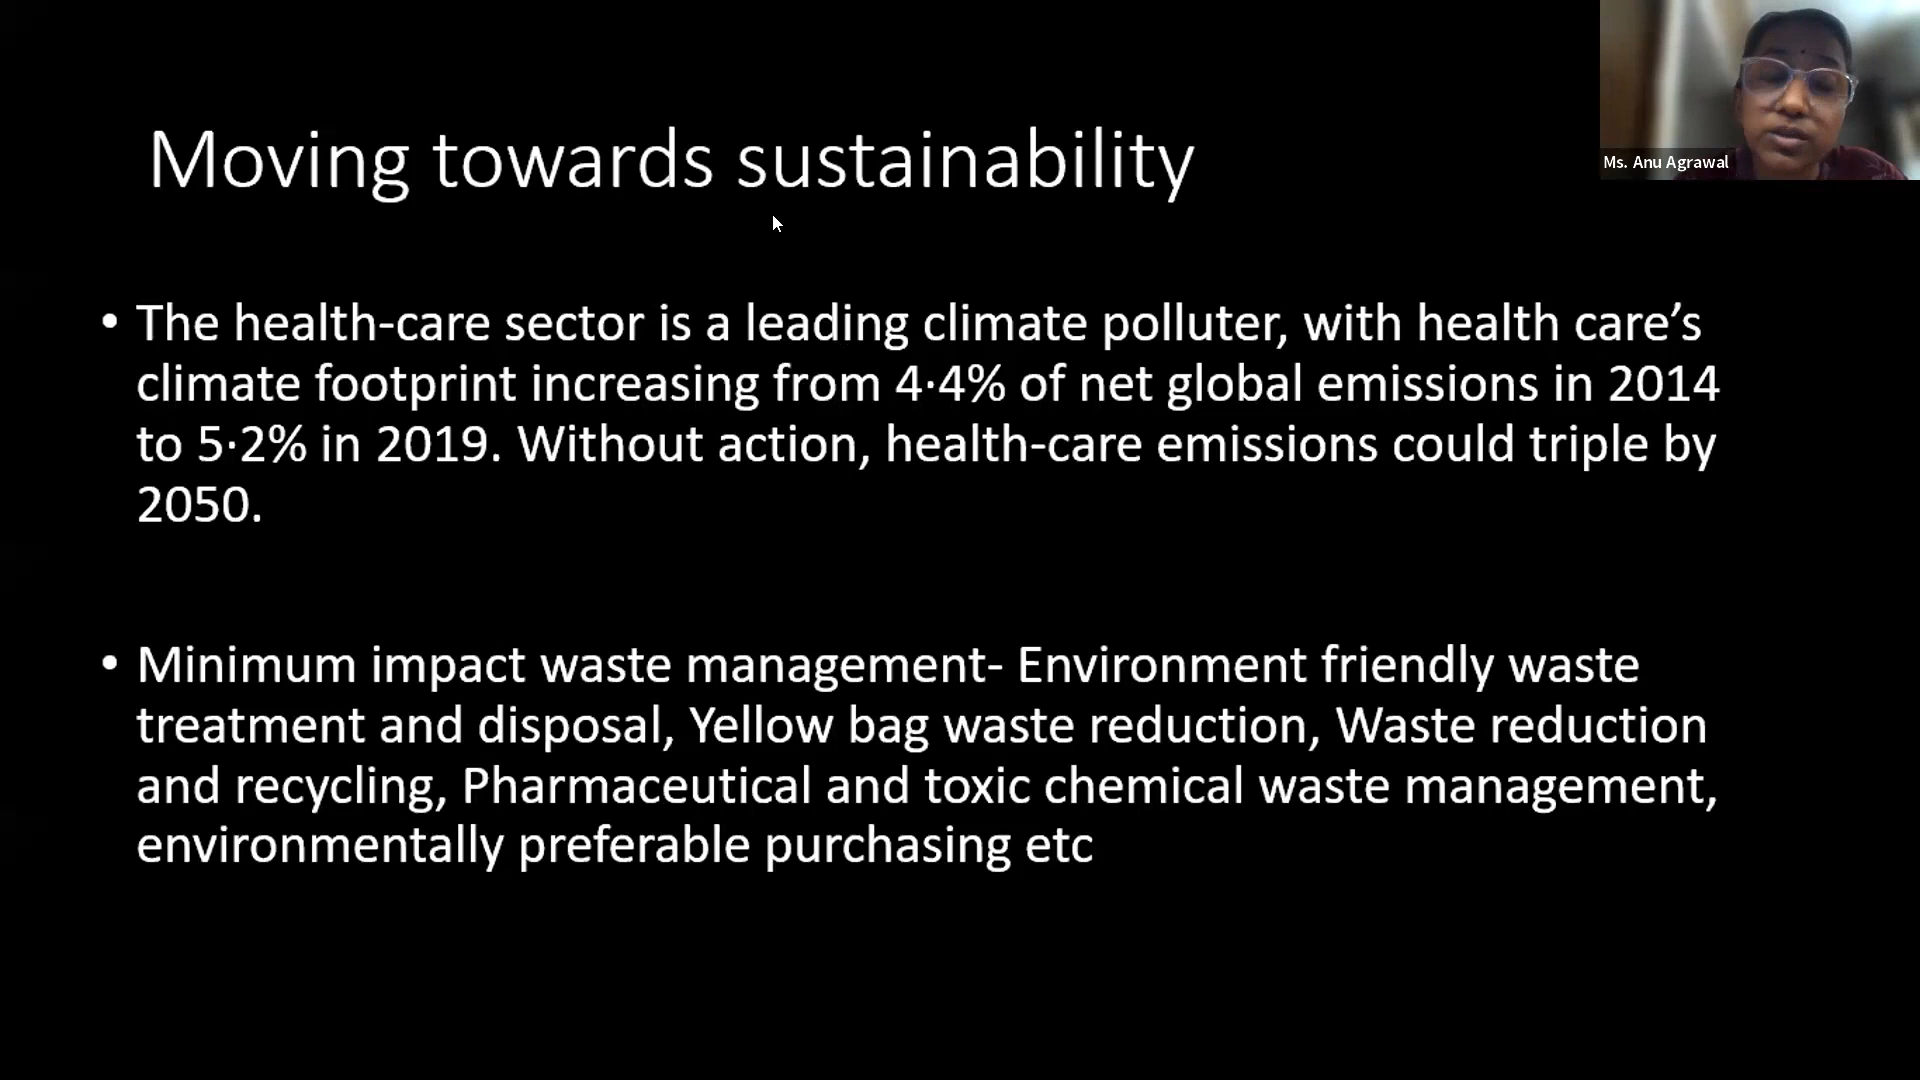 Moving towards sustainability
Ms. Anu Agrawal
• The health-care sector is a leading climate polluter, with health care’s
climate footprint increasing from 4·4% of net global emissions in 2014
to 5·2% in 2019. Without action, health-care emissions could triple by
2050.
• Minimum impact waste management- Environment friendly waste
treatment and disposal, Yellow bag waste reduction, Waste reduction
and recycling, Pharmaceutical and toxic chemical waste management,
environmentally preferable purchasing etc